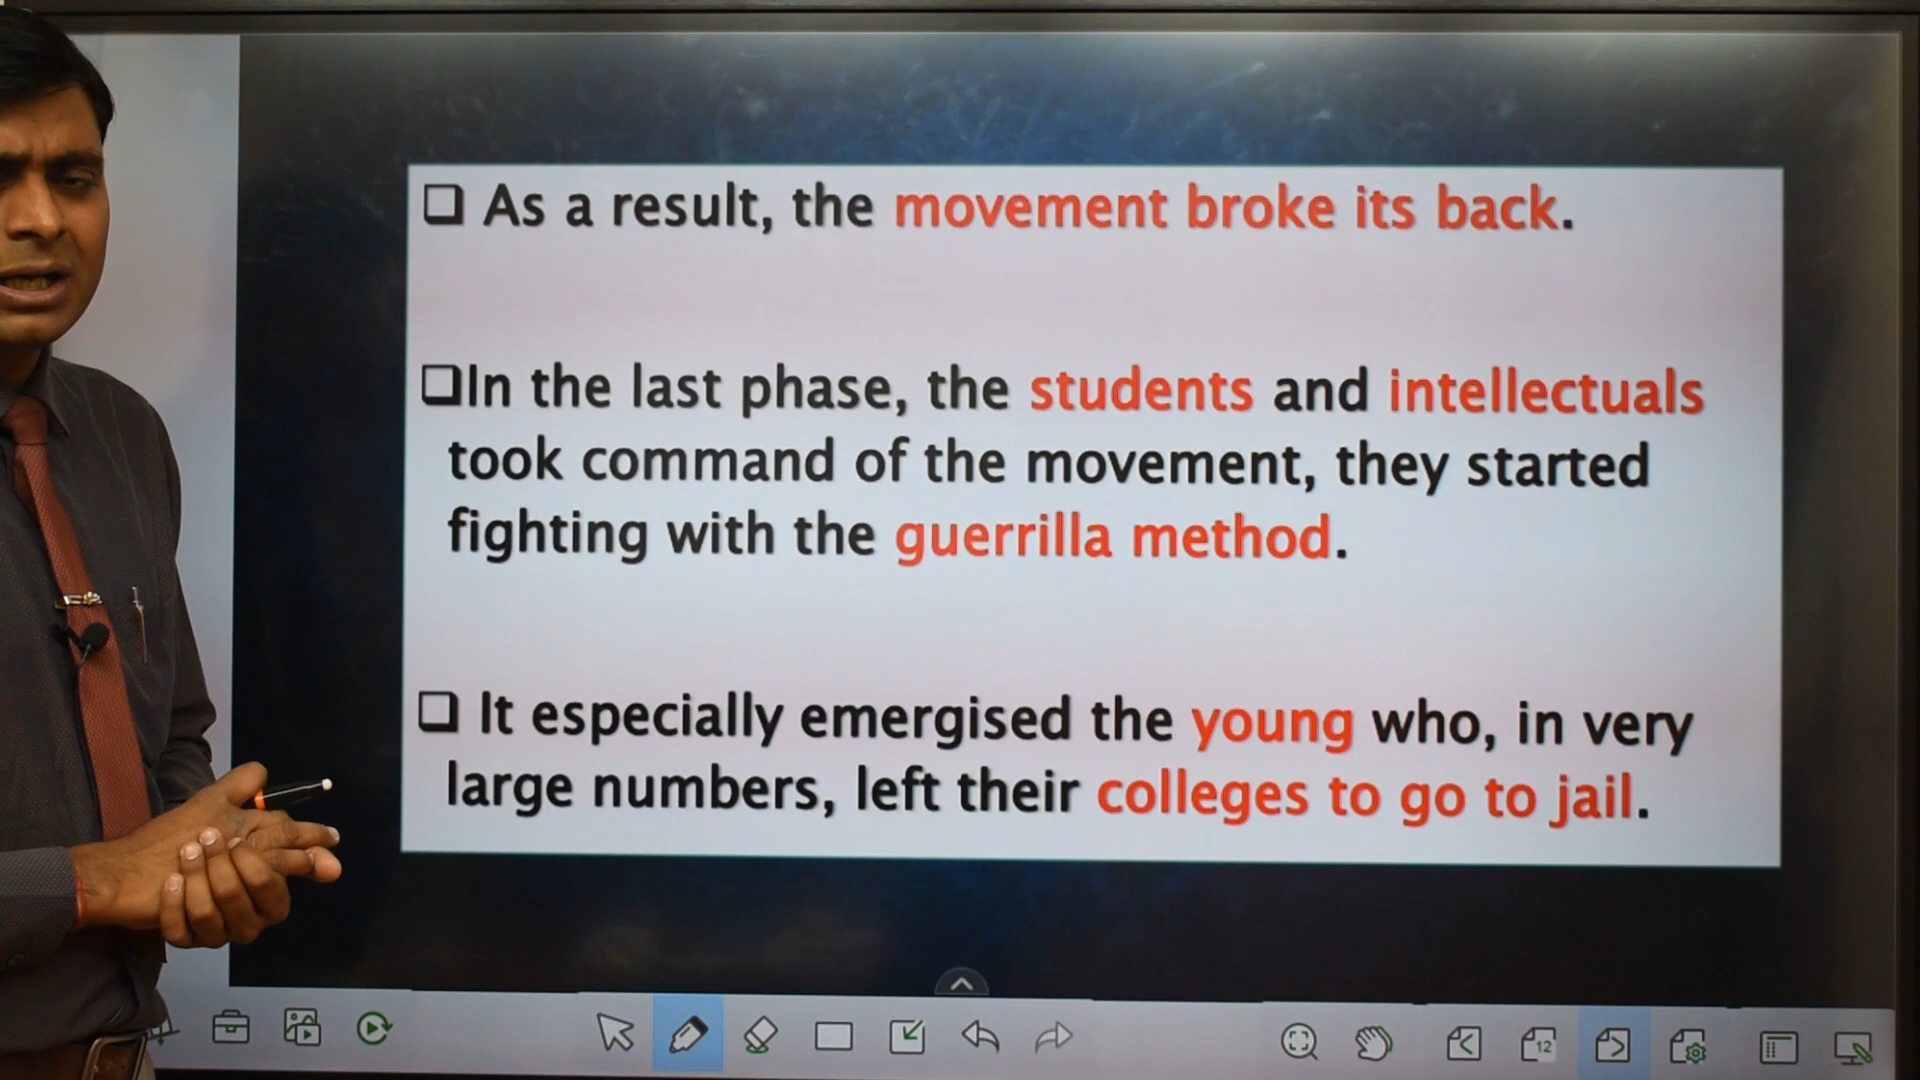 ❑ As a result, the movement broke its back.
❑In the last phase, the students and intellectuals
took command of the movement, they started
fighting with the guerrilla method.
❑ It especially emergised the young who, in very
large numbers, left their colleges to go to jail.
12